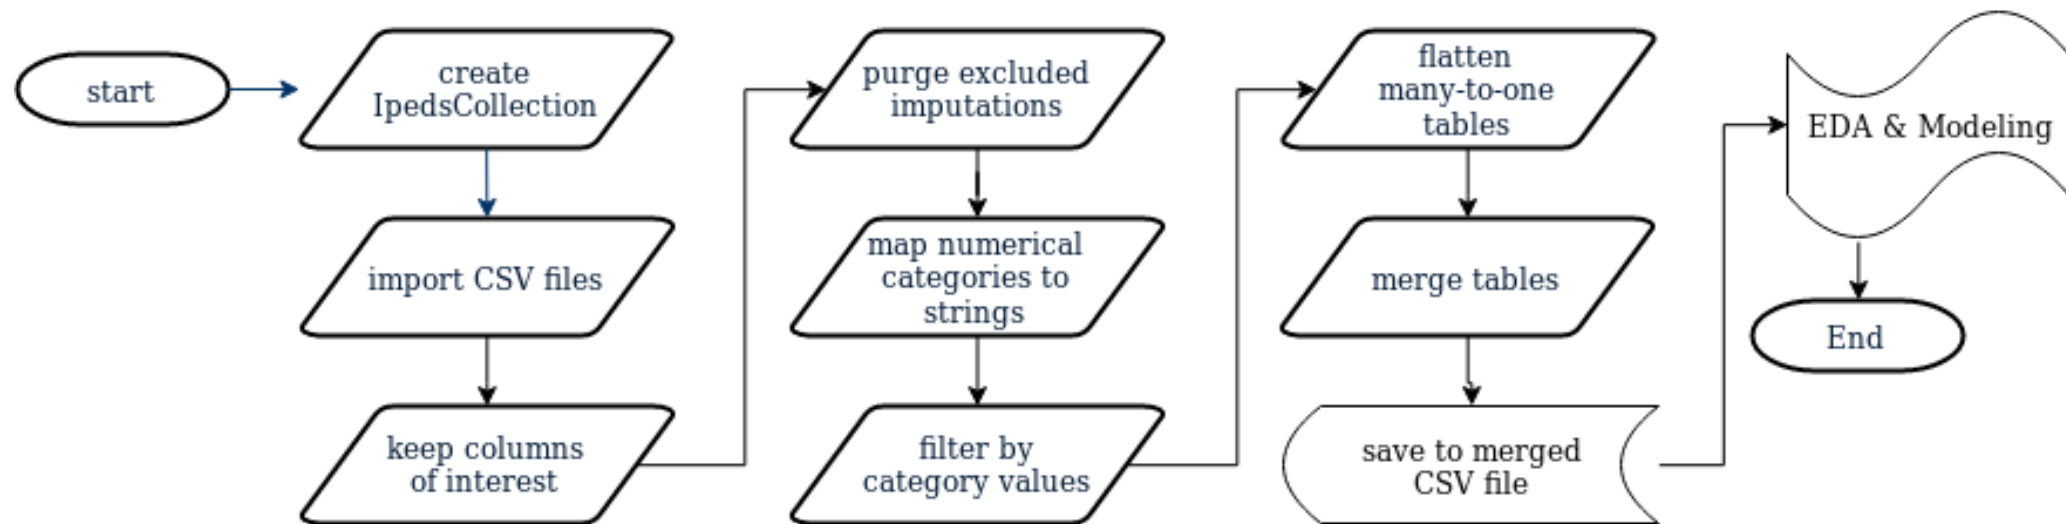 start
create
IpedsCollection
import CSV files
keep columns
of interest
purge excluded
imputations
map numerical
categories to
strings
filter by
category values
flatten
many-to-one
tables
merge tables
save to merged
CSV file
EDA & Modeling
End